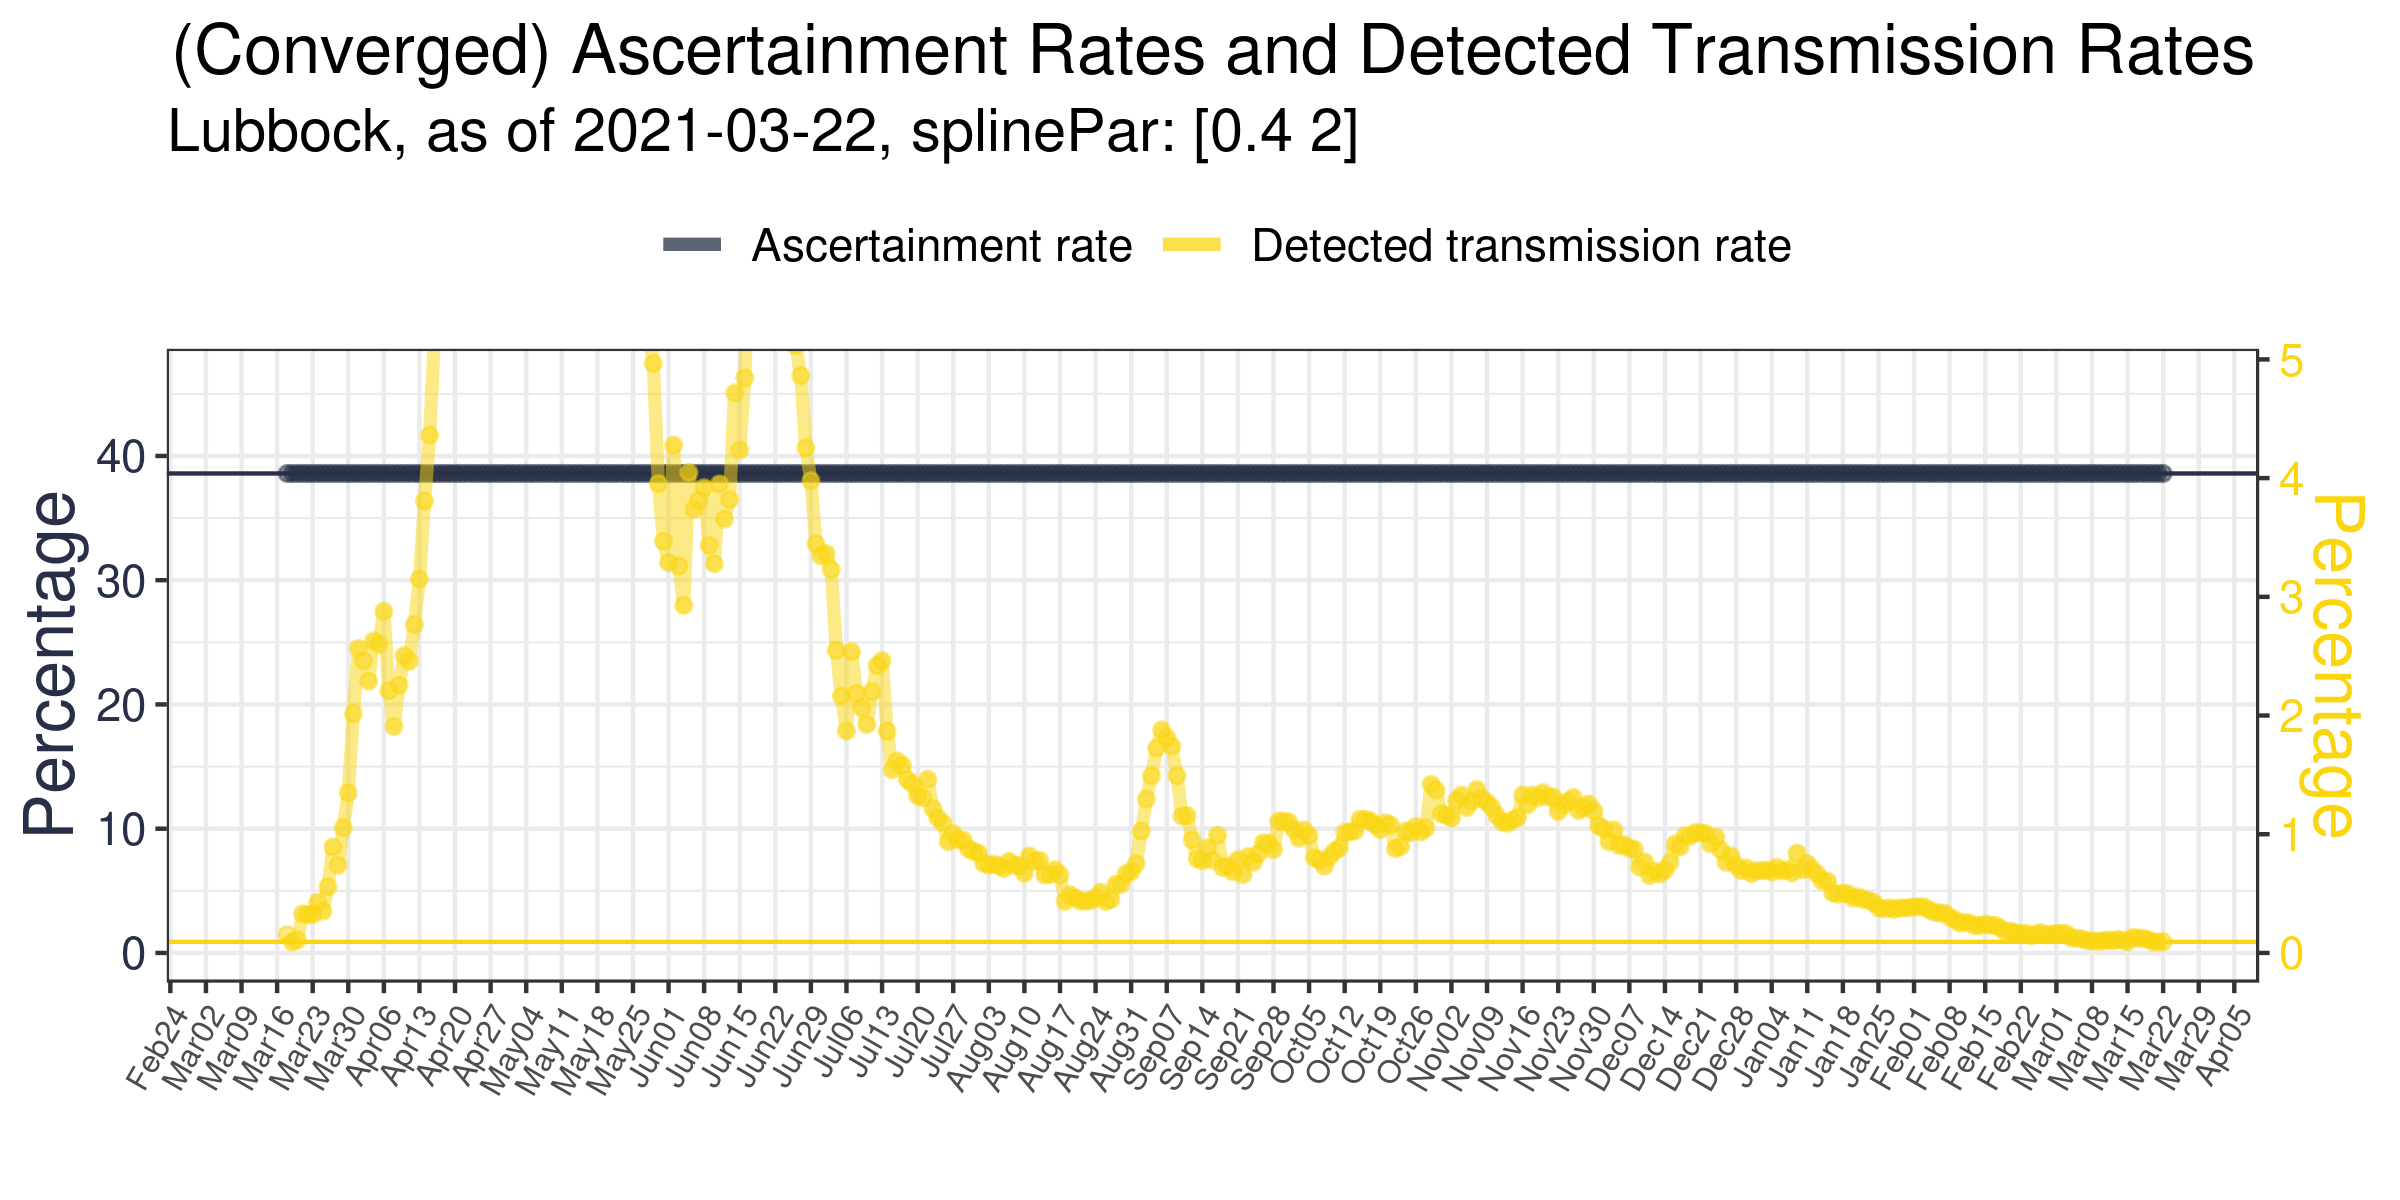 (Converged) Ascertainment Rates and Detected Transmission Rates
Lubbock, as of 2021-03-22, splinePar: [0.4 2]
Ascertainment rate Detected transmission rate
Percentage
40
30
20
10
0
5
4
3
2
1
0
Percentage
Feb24 Mar02 Mar09 Mar16 Mar23 Mar30 Apr06 Apr13 Apr20 Apr27 May04 May11 May18 May25 Jun01 Jun08 Jun15 Jun22 Jun29 Jul06 Jul13 Jul20 Jul27 Aug03 Aug10 Aug17 Aug24 Aug31 Sep07 Sep14 Sep21 Sep28 Oct05 Oct12 Oct19 Oct26 Nov02 Nov09 Nov16 Nov23 Nov30 Dec07 Dec14 Dec21 Dec28 Jan04 Jan11 Jan18 Jan25 Feb01 Feb08 Feb15 Feb22 Mar01 Mar08 Mar15 Mar22 Mar29 Apr05